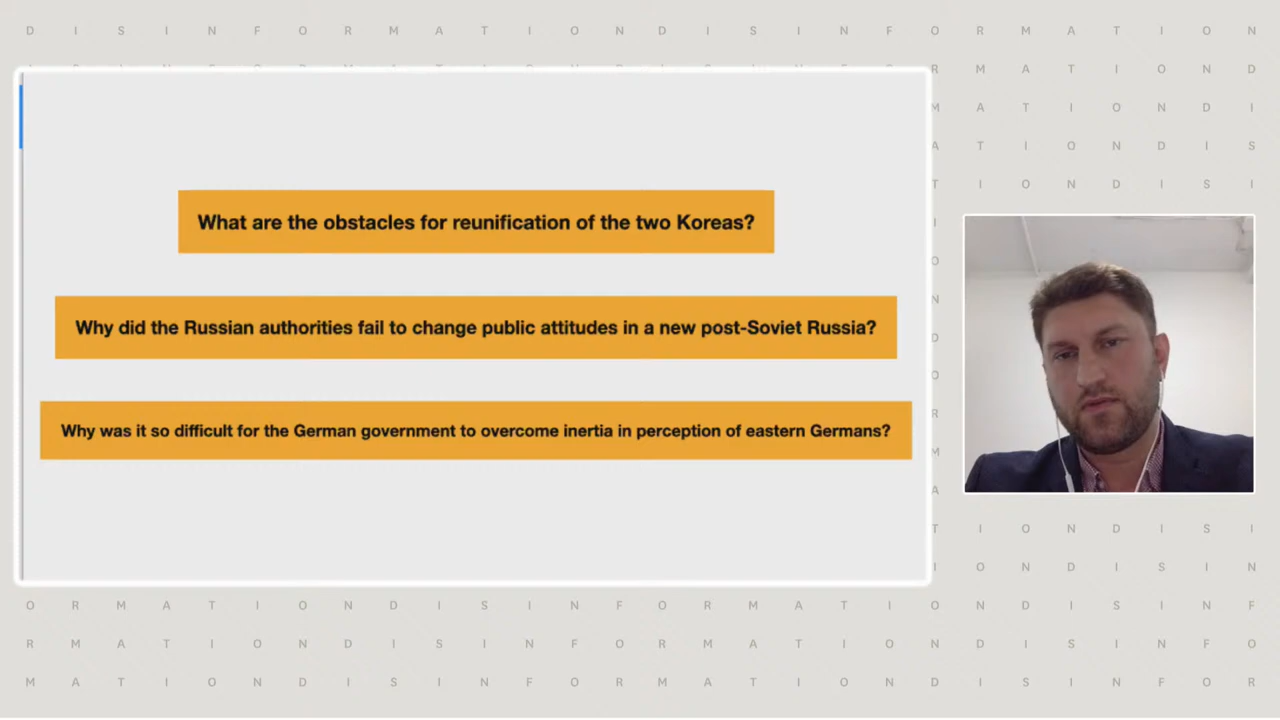 D I S I N F O R M A T I O N D I S I N F O R M A T I O N
R M A T I O N D
M A T I O N D I
A T I O N D I S
T I O N D I S I
What are the obstacles for reunification of the two Koreas?
Why did the Russian authorities fail to change public attitudes in a new post-Soviet Russia?
Why was it so difficult for the German government to overcome inertia in perception of eastern Germans?
T I O N D I S I
I O N D I S I N
O R M A T I O N D I S I N F O R M A T I O N D I S I N F
R M A T I O N D I S I N F O R M A T I O N D I S I N F O
M A T I O N D I S I N F O R M A T I O N D I S I N F O R